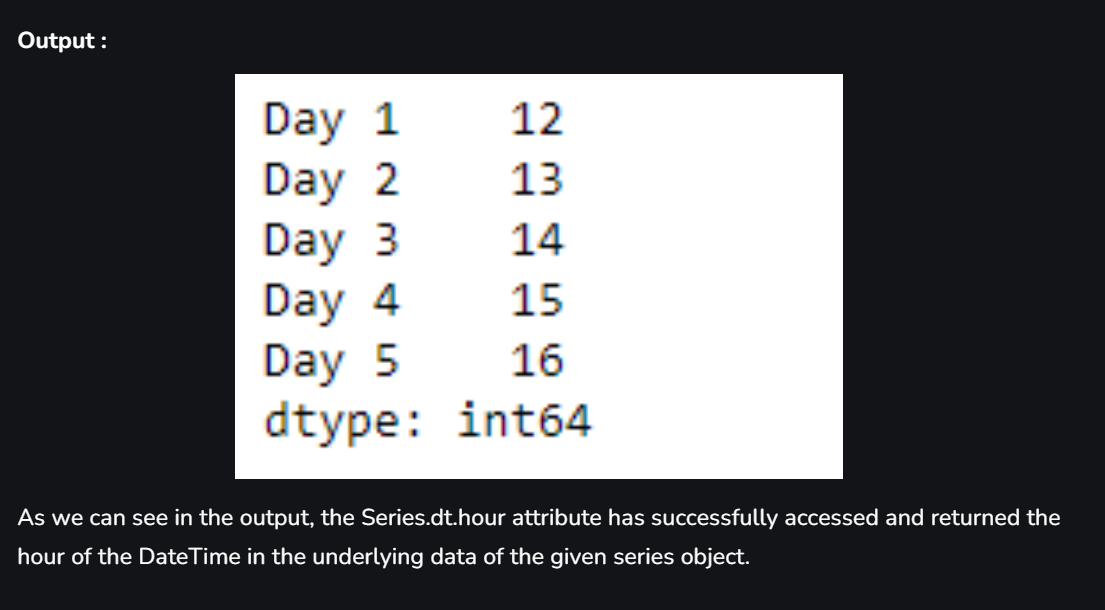 Output :
Day 1    12
Day 2    13
Day 3    14
Day 4    15
Day 5    16
dtype: int64
As we can see in the output, the Series.dt.hour attribute has successfully accessed and returned the
hour of the DateTime in the underlying data of the given series object.